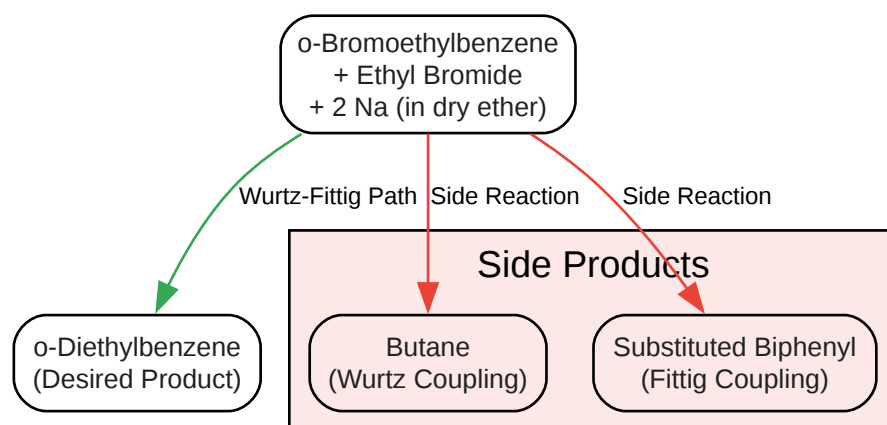 o-Bromoethylbenzene
+ Ethyl Bromide
+ 2 Na (in dry ether)
Wurtz-Fittig Path
Side Reaction
Side Reaction
Side Products
o-Diethylbenzene
(Desired Product)
Butane
(Wurtz Coupling)
Substituted Biphenyl
(Fittig Coupling)